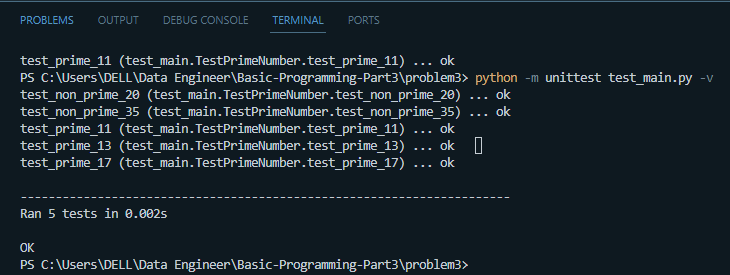 PROBLEMS OUTPUT DEBUG CONSOLE TERMINAL PORTS
test_prime_11 (test_main.TestPrimeNumber.test_prime_11) ... ok
PS C:\Users\DELL\Data Engineer\Basic-Programming-Part3\problem3> python -m unittest test_main.py -v
test_non_prime_20 (test_main.TestPrimeNumber.test_non_prime_20) ... ok
test_non_prime_35 (test_main.TestPrimeNumber.test_non_prime_35) ... ok
test_prime_11 (test_main.TestPrimeNumber.test_prime_11) ... ok
test_prime_13 (test_main.TestPrimeNumber.test_prime_13) ... ok
test_prime_17 (test_main.TestPrimeNumber.test_prime_17) ... ok
----------------------------------------------------------------------
Ran 5 tests in 0.002s
OK
PS C:\Users\DELL\Data Engineer\Basic-Programming-Part3\problem3>